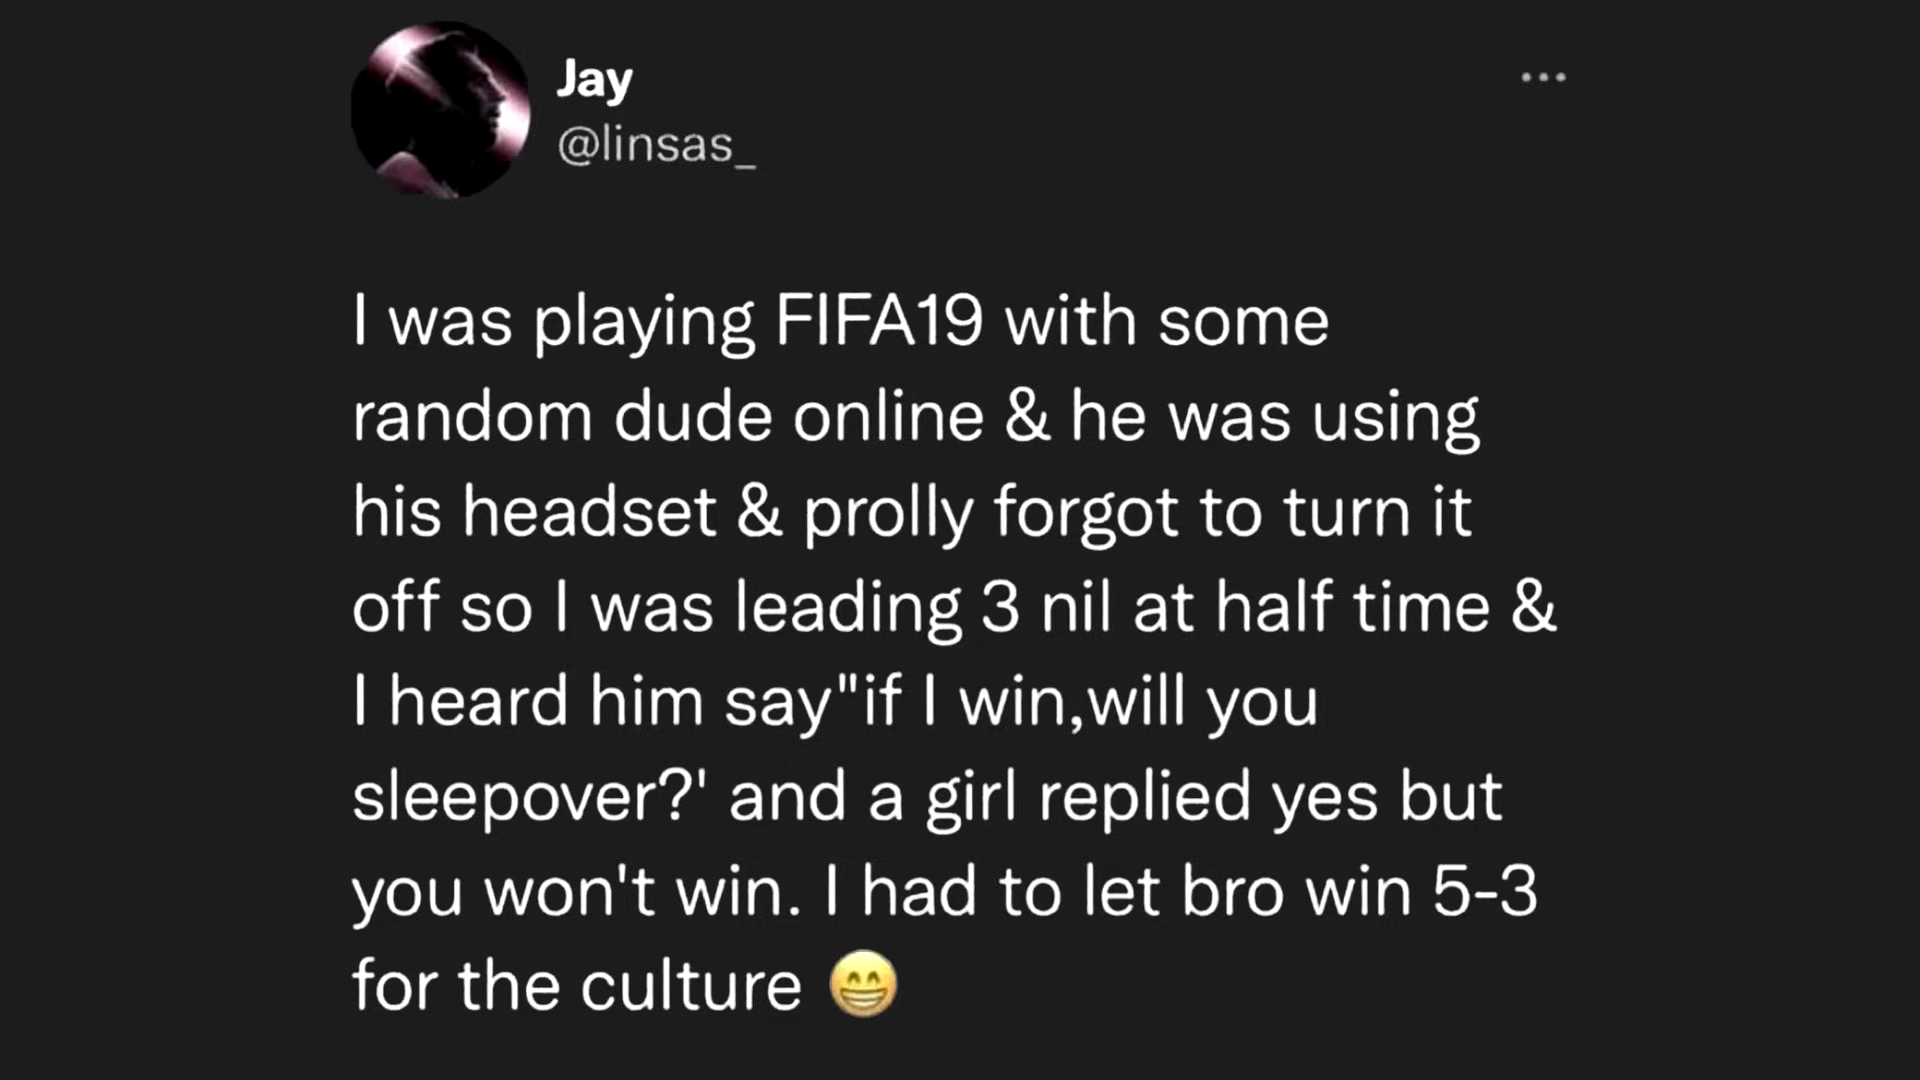 Jay
@linsas_
I was playing FIFA19 with some
random dude online & he was using
his headset & prolly forgot to turn it
off so I was leading 3 nil at half time &
I heard him say"if I win,will you
sleepover?' and a girl replied yes but
you won't win. I had to let bro win 5-3
for the culture 😁